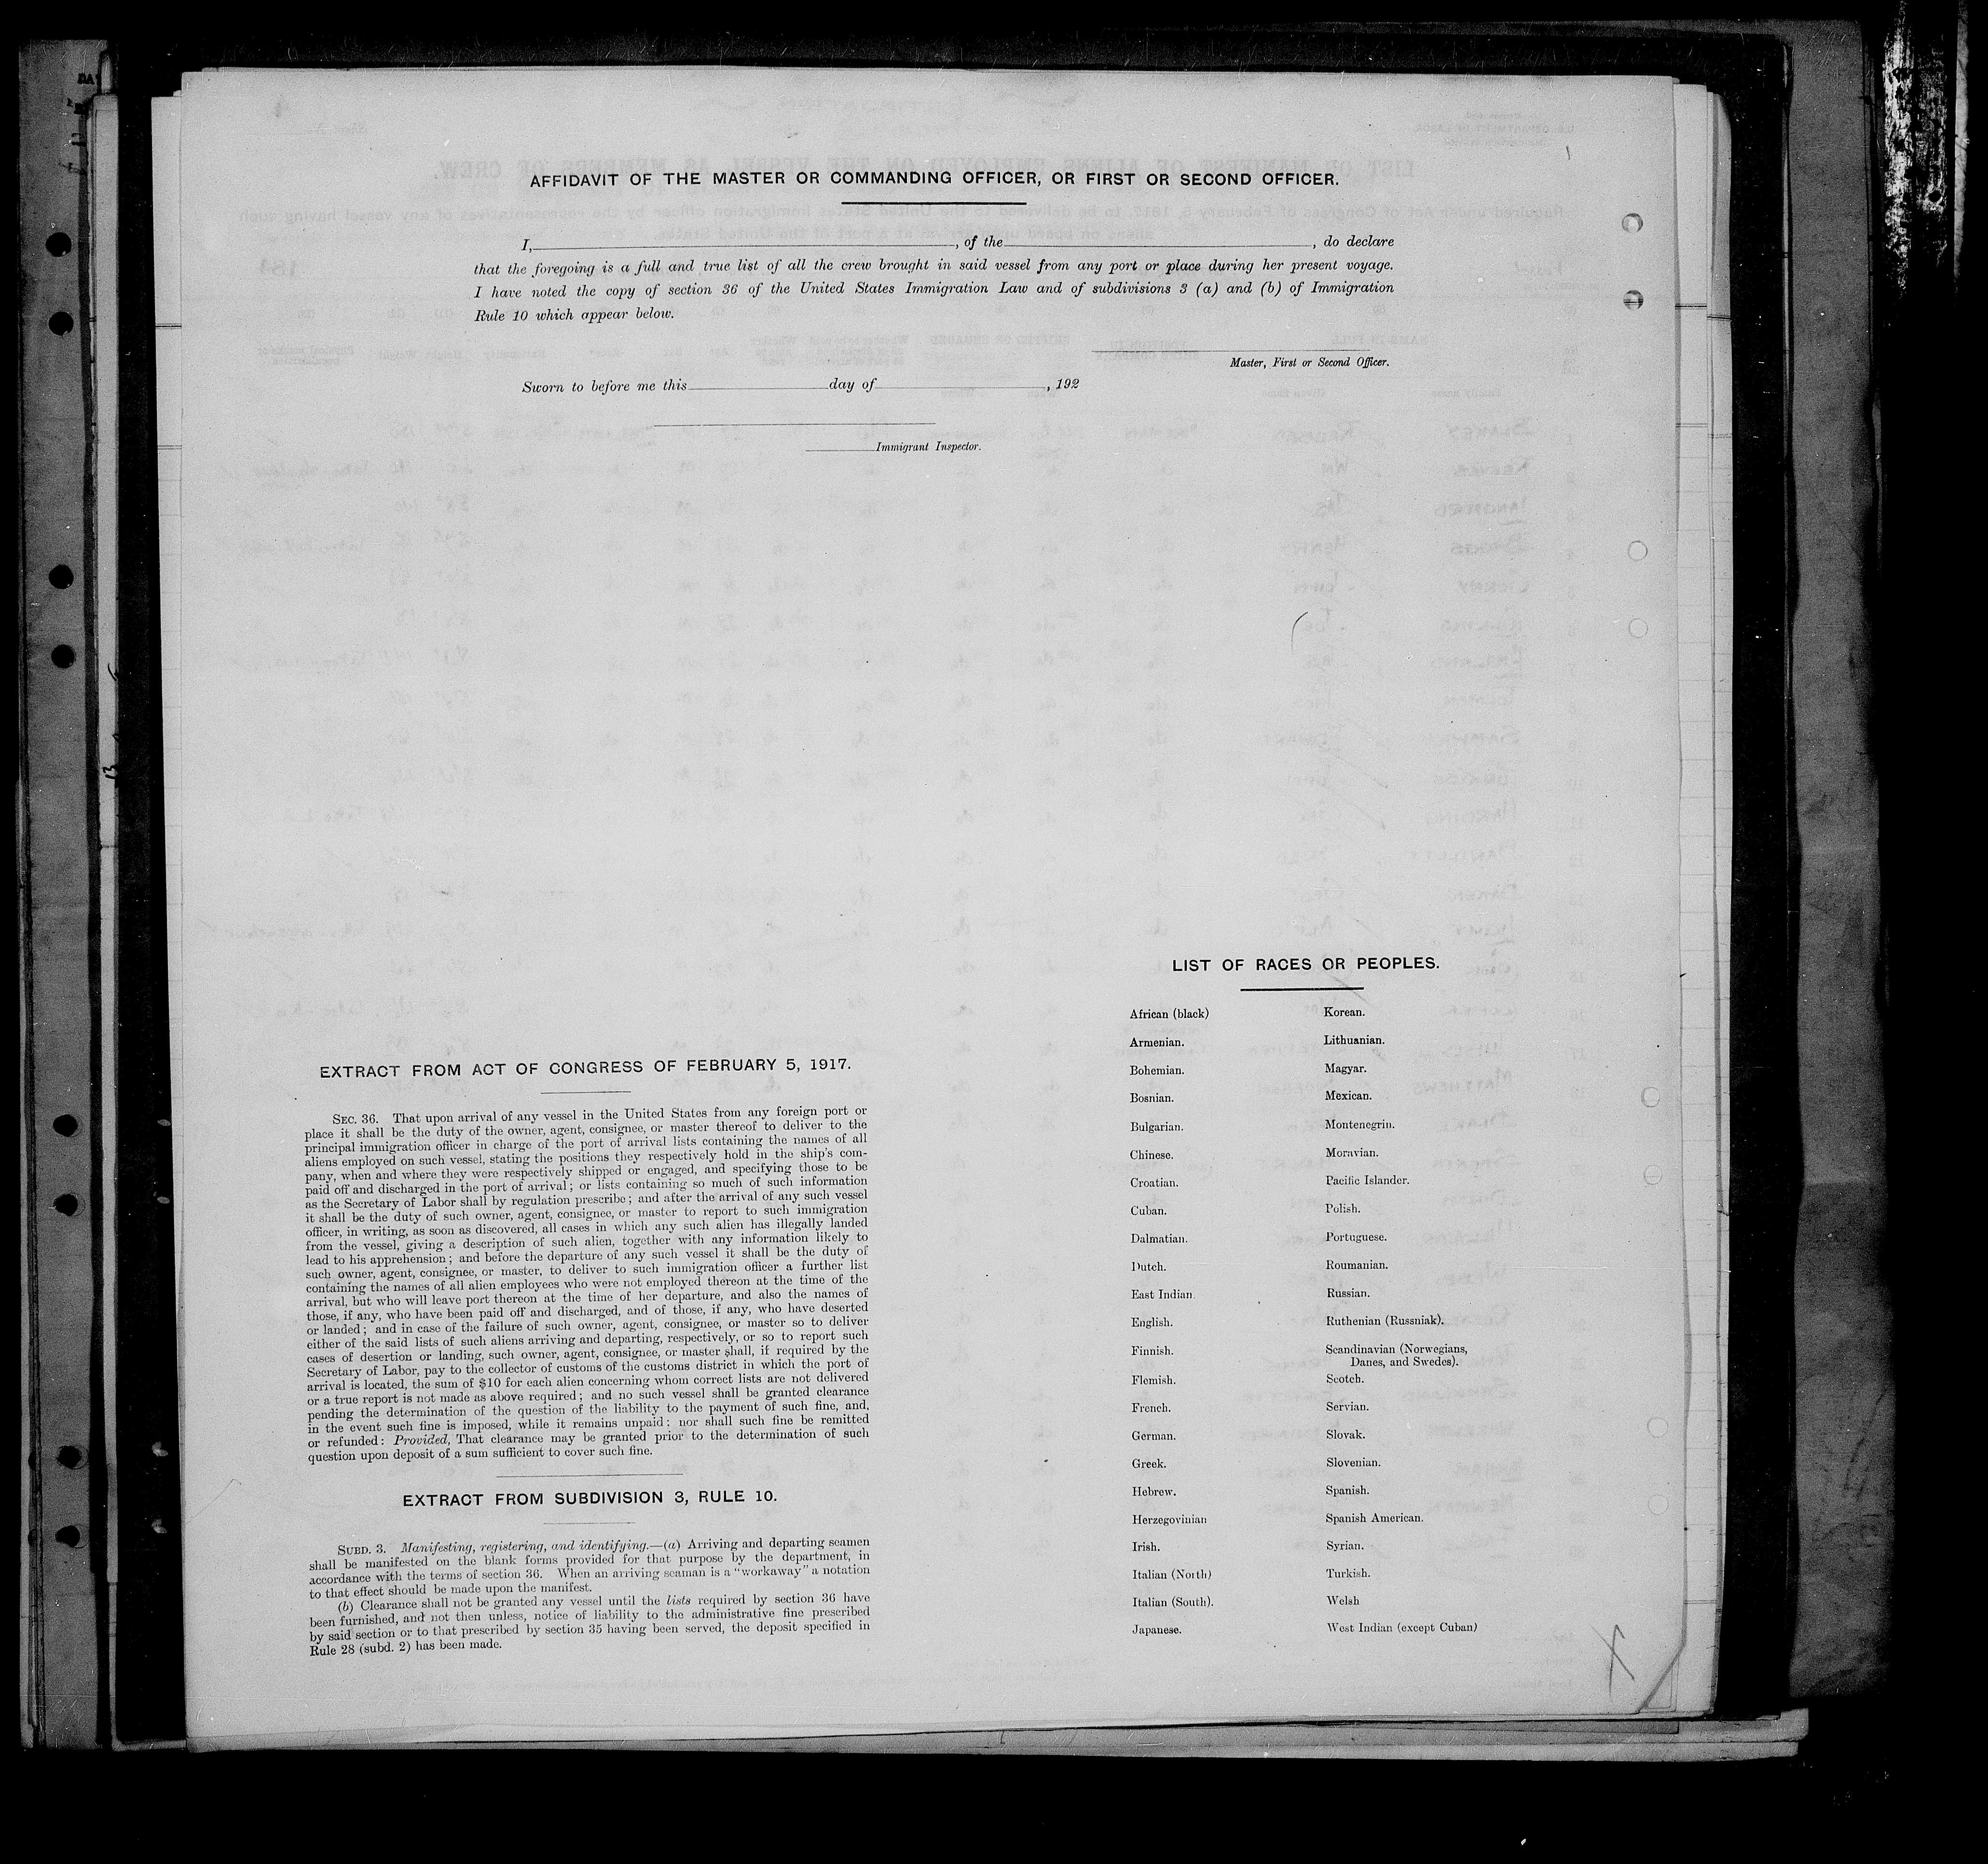 AFFIDAVIT OF THE MASTER OR COMMANDING OFFICER, OR FIRST OR SECOND OFFICER.
I,                    , of the                    , do declare
that the foregoing is a full and true list of all the crew brought in said vessel from any port or place during her present voyage.
I have noted the copy of section 36 of the United States Immigration Law and of subdivisions 3 (a) and (b) of Immigration
Rule 10 which appear below.
Master, First or Second Officer.
Sworn to before me this            day of            , 192
Immigrant Inspector.
EXTRACT FROM ACT OF CONGRESS OF FEBRUARY 5, 1917.
SEC. 36. That upon arrival of any vessel in the United States from any foreign port or
place it shall be the duty of the owner, agent, consignee, or master thereof to deliver to the
principal immigration officer in charge of the port of arrival lists containing the names of all
aliens employed on such vessel, stating the positions they respectively hold in the ship's com-
pany, when and where they were respectively shipped or engaged, and specifying those to be
paid off and discharged in the port of arrival; or lists containing so much of such information
as the Secretary of Labor shall by regulation prescribe; and after the arrival of any such vessel
it shall be the duty of such owner, agent, consignee, or master to report to such immigration
officer, in writing, as soon as discovered, all cases in which any such alien has illegally landed
from the vessel, giving a description of such alien, together with any information likely to
lead to his apprehension; and before the departure of any such vessel it shall be the duty of
such owner, agent, consignee, or master, to deliver to such immigration officer a further list
containing the names of all alien employees who were not employed thereon at the time of the
arrival, but who will leave port thereon at the time of her departure, and also the names of
those, if any, who have been paid off and discharged, and of those, if any, who have deserted
or landed; and in case of the failure of such owner, agent, consignee, or master so to deliver
either of the said lists of such aliens arriving and departing, respectively, or so to report such
cases of desertion or landing, such owner, agent, consignee, or master shall, if required by the
Secretary of Labor, pay to the collector of customs of the customs district in which the port of
arrival is located, the sum of $10 for each alien concerning whom correct lists are not delivered
or a true report is not made as above required; and no such vessel shall be granted clearance
pending the determination of the question of the liability to the payment of such fine, and,
in the event such fine is imposed, while it remains unpaid: nor shall such fine be remitted
or refunded: Provided, That clearance may be granted prior to the determination of such
question upon deposit of a sum sufficient to cover such fine.
EXTRACT FROM SUBDIVISION 3, RULE 10.
SUBD. 3. Manifesting, registering, and identifying.—(a) Arriving and departing seamen
shall be manifested on the blank forms provided for that purpose by the department, in
accordance with the terms of section 36. When an arriving seaman is a "workaway" a notation
to that effect should be made upon the manifest.
(b) Clearance shall not be granted any vessel until the lists required by section 36 have
been furnished, and not then unless, notice of liability to the administrative fine prescribed
by said section or to that prescribed by section 35 having been served, the deposit specified in
Rule 28 (subd. 2) has been made.
LIST OF RACES OR PEOPLES.
African (black)
Armenian.
Bohemian.
Bosnian.
Bulgarian.
Chinese.
Croatian.
Cuban.
Dalmatian.
Dutch.
East Indian
English.
Finnish.
Flemish.
French.
German.
Greek.
Hebrew.
Herzegovinian
Irish.
Italian (North)
Italian (South).
Japanese.
Korean.
Lithuanian.
Magyar.
Mexican.
Montenegrin.
Moravian.
Pacific Islander.
Polish.
Portuguese.
Roumanian.
Russian.
Ruthenian (Russniak).
Scandinavian (Norwegians,
Danes, and Swedes).
Scotch.
Servian.
Slovak.
Slovenian.
Spanish.
Spanish American.
Syrian.
Turkish.
Welsh
West Indian (except Cuban)